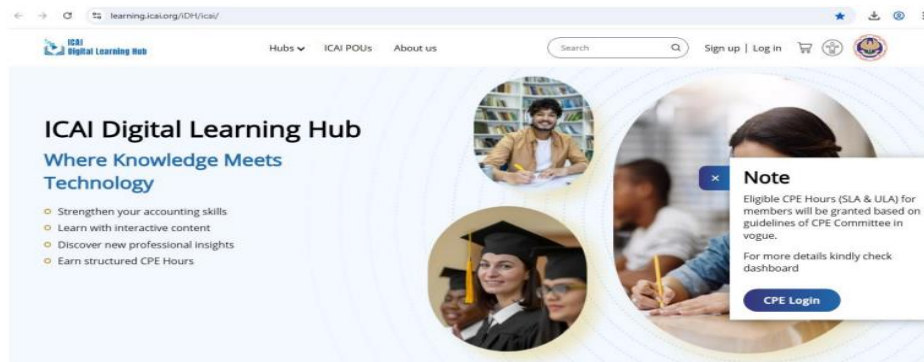 learning.icai.org/iDH/icai/
ICAI
Digital Learning Hub
Hubs
ICAI POUs
About us
Search
Sign up | Log in
ICAI Digital Learning Hub
Where Knowledge Meets
Technology
Strengthen your accounting skills
Learn with interactive content
Discover new professional insights
Earn structured CPE Hours
×
Note
Eligible CPE Hours (SLA & ULA) for
members will be granted based on
guidelines of CPE Committee in
vogue.
For more details kindly check
dashboard
CPE Login